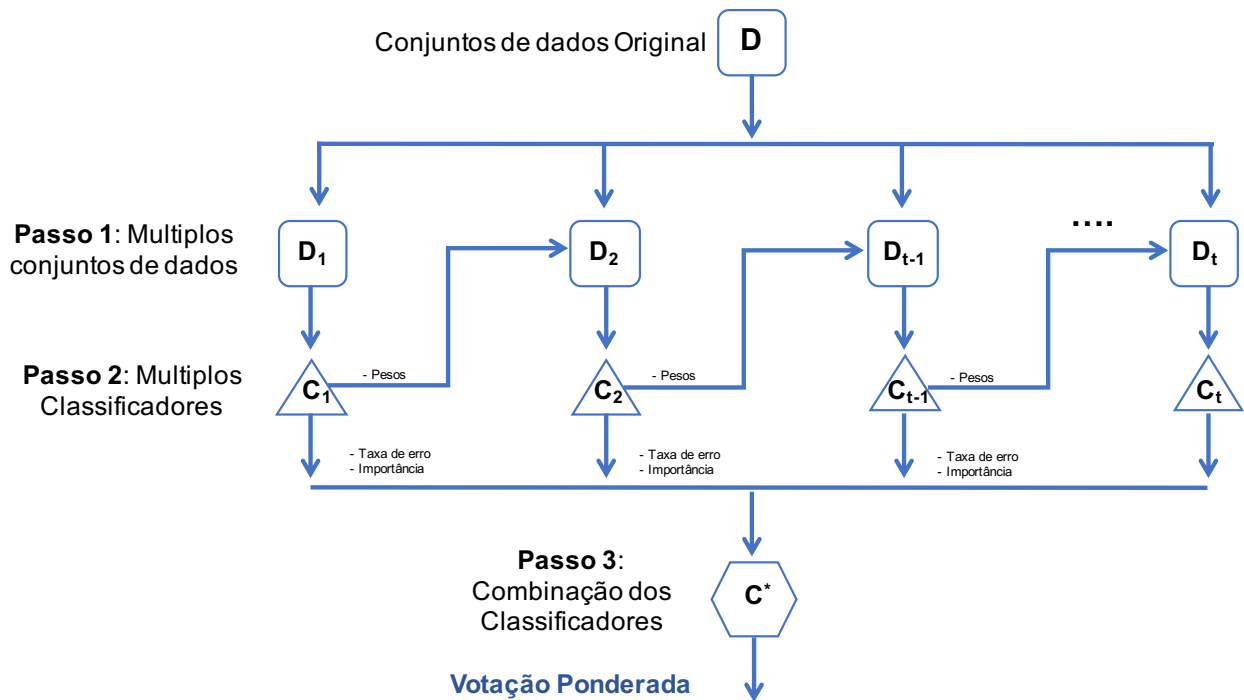 Conjuntos de dados Original
D
Passo 1: Multiplos
conjuntos de dados
D1
D2
Dt-1
....
Dt
Passo 2: Multiplos
Classificadores
C1
- Pesos
C2
- Pesos
Ct-1
- Pesos
Ct
- Taxa de erro
- Importância
- Taxa de erro
- Importância
- Taxa de erro
- Importância
Passo 3:
Combinação dos
Classificadores
C*
Votação Ponderada